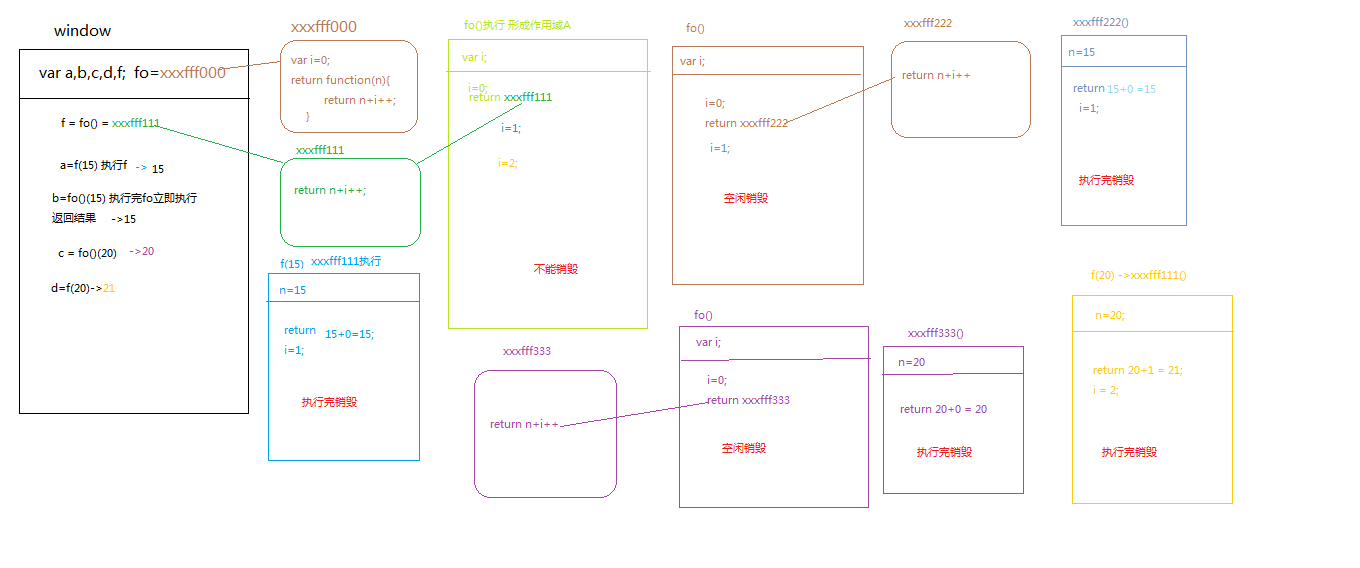 window
var a,b,c,d,f;  fo=xxxfff000
f = fo() = xxxfff111
a=f(15) 执行f -> 15
b=fo()(15) 执行完fo立即执行
返回结果 ->15
c = fo()(20) ->20
d=f(20)->21
xxxfff000
var i=0;
return function(n){
return n+i++;
}
xxxfff111
return n+i++;
f(15) xxxfff111执行
n=15
return 15+0=15;
i=1;
执行完销毁
fo()执行 形成作用域A
var i;
i=0;
return xxxfff111
i=1;
i=2;
不能销毁
fo()
var i;
i=0;
return xxxfff222
i=1;
空闲销毁
xxxfff222
return n+i++
xxxfff222()
n=15
return 15+0 =15
i=1;
执行完销毁
xxxfff333
return n+i++
fo()
var i;
i=0;
return xxxfff333
空闲销毁
xxxfff333()
n=20
return 20+0 = 20
执行完销毁
f(20) ->xxxfff111()
n=20;
return 20+1 = 21;
i = 2;
执行完销毁